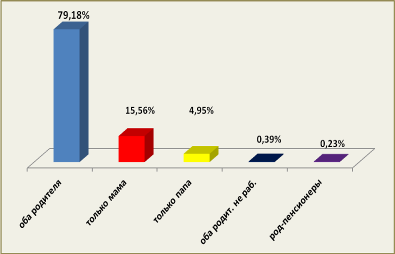 79,18%
15,56%
4,95%
0,39%
0,23%
оба родителя
только мама
только папа
оба родит. не раб.
род-пенсионеры